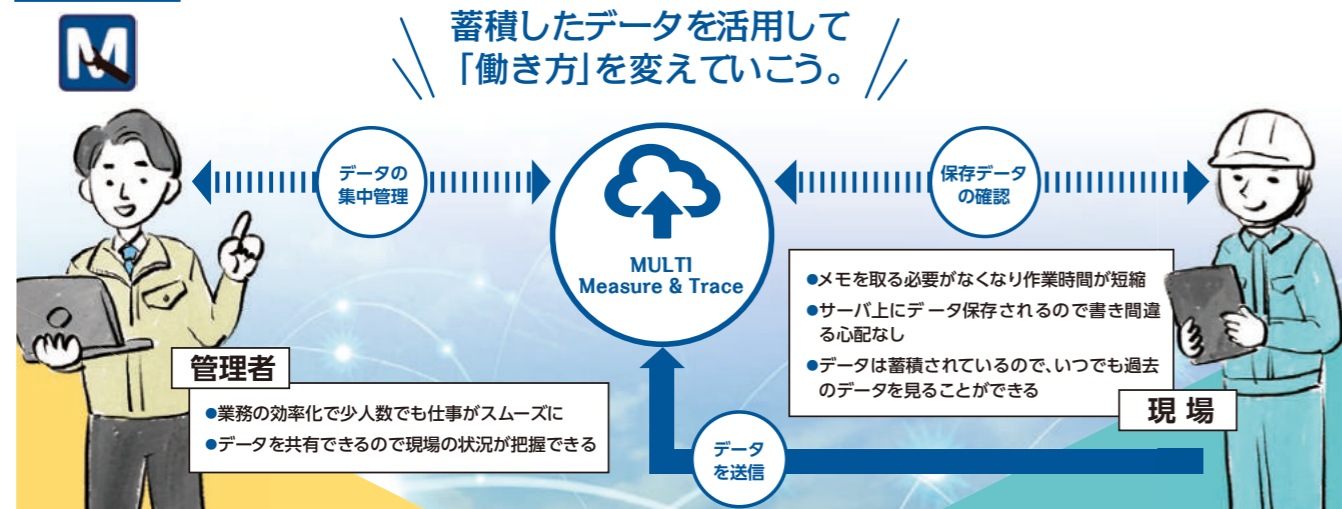 M
蓄積したデータを活用して
「働き方」を変えていこう。
データの
集中管理
MULTI
Measure & Trace
保存データ
の確認
●メモを取る必要がなくなり作業時間が短縮
●サーバ上にデータ保存されるので書き間違
る心配なし
●データは蓄積されているので、いつでも過去
のデータを見ることができる
現場
管理者
●業務の効率化で少人数でも仕事がスムーズに
●データを共有できるので現場の状況が把握できる
データ
を送信